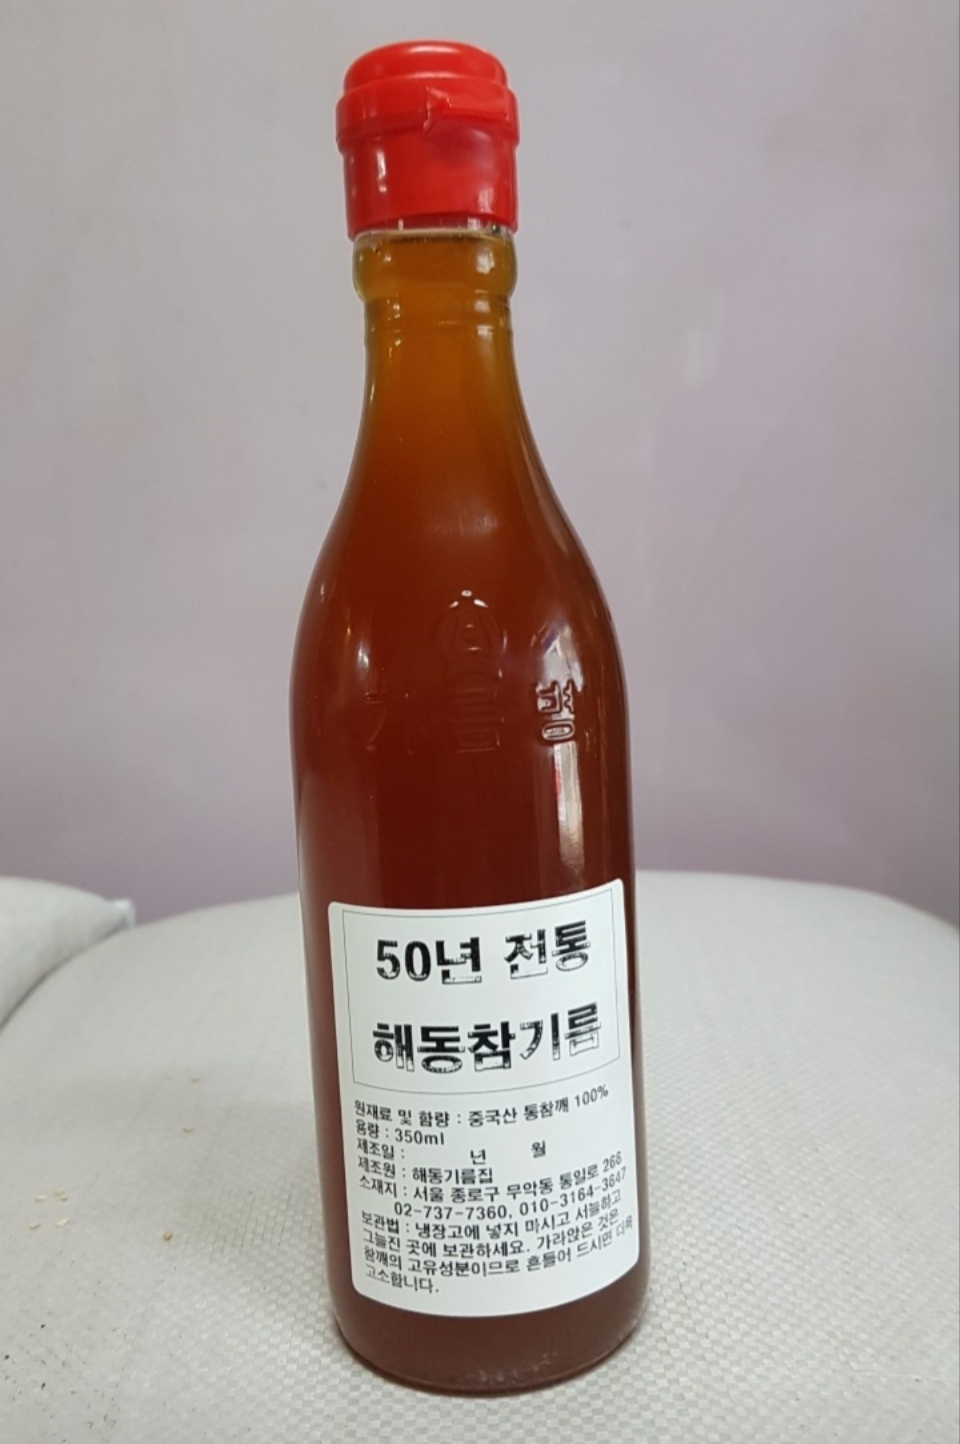 기름병
50년 전통
해동참기름
원재료 및 함량 : 중국산 통참깨 100%
용량 : 350ml
제조일 : 년 월
제조원 : 해동기름집
소재지 : 서울 종로구 무악동 통일로 266
02-737-7360, 010-3164-3647
보관법 : 냉장고에 넣지 마시고 서늘하고
그늘진 곳에 보관하세요. 가라앉은 것은
참깨의 고유성분이므로 흔들어 드시면 더욱
고소합니다.